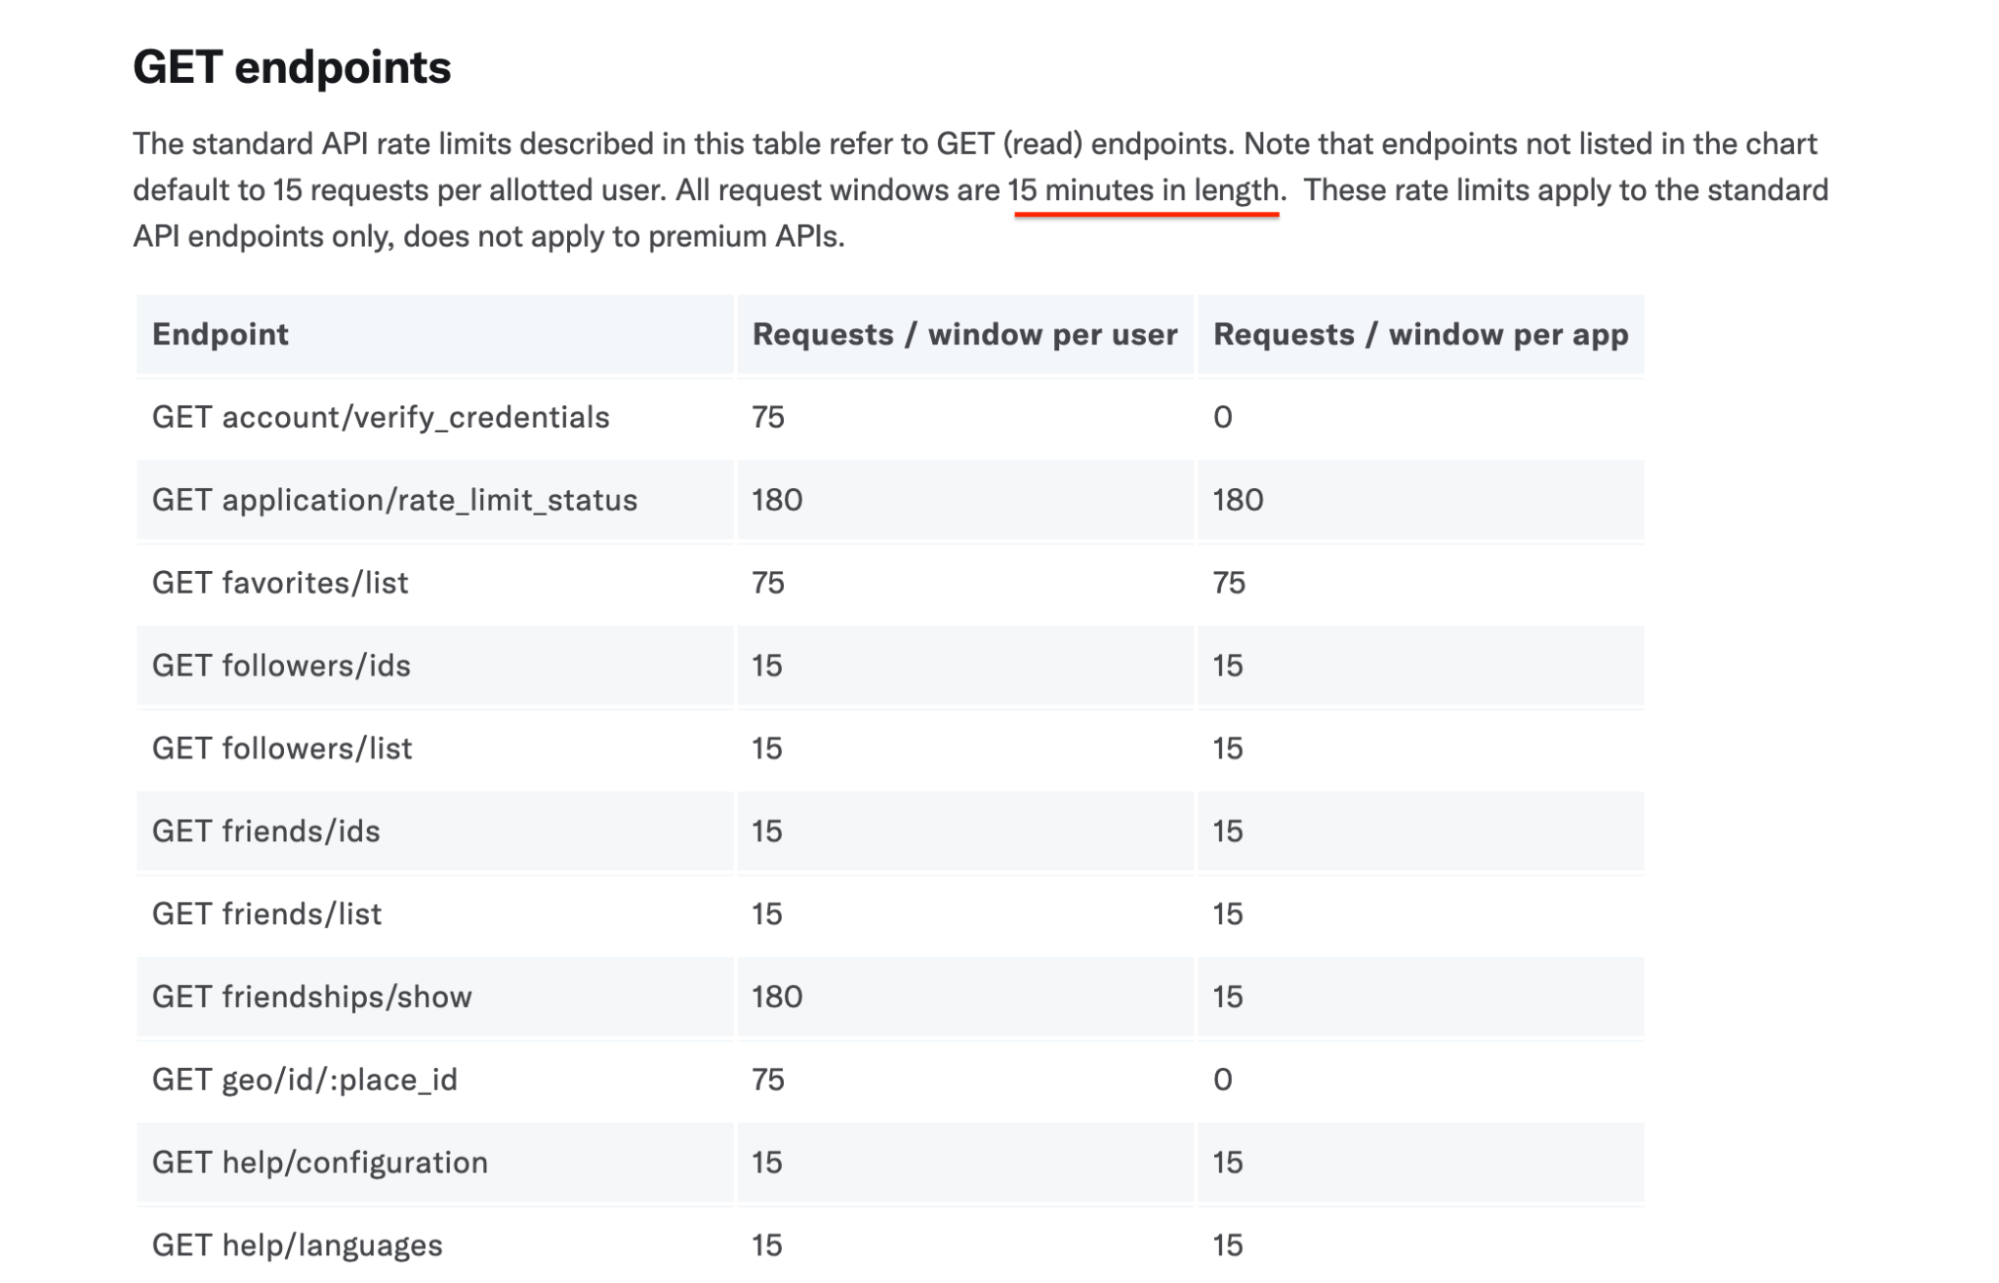 GET endpoints
The standard API rate limits described in this table refer to GET (read) endpoints. Note that endpoints not listed in the chart
default to 15 requests per allotted user. All request windows are 15 minutes in length.  These rate limits apply to the standard
API endpoints only, does not apply to premium APIs.
Endpoint Requests / window per user Requests / window per app
GET account/verify_credentials 75 0
GET application/rate_limit_status 180 180
GET favorites/list 75 75
GET followers/ids 15 15
GET followers/list 15 15
GET friends/ids 15 15
GET friends/list 15 15
GET friendships/show 180 15
GET geo/id/:place_id 75 0
GET help/configuration 15 15
GET help/languages 15 15